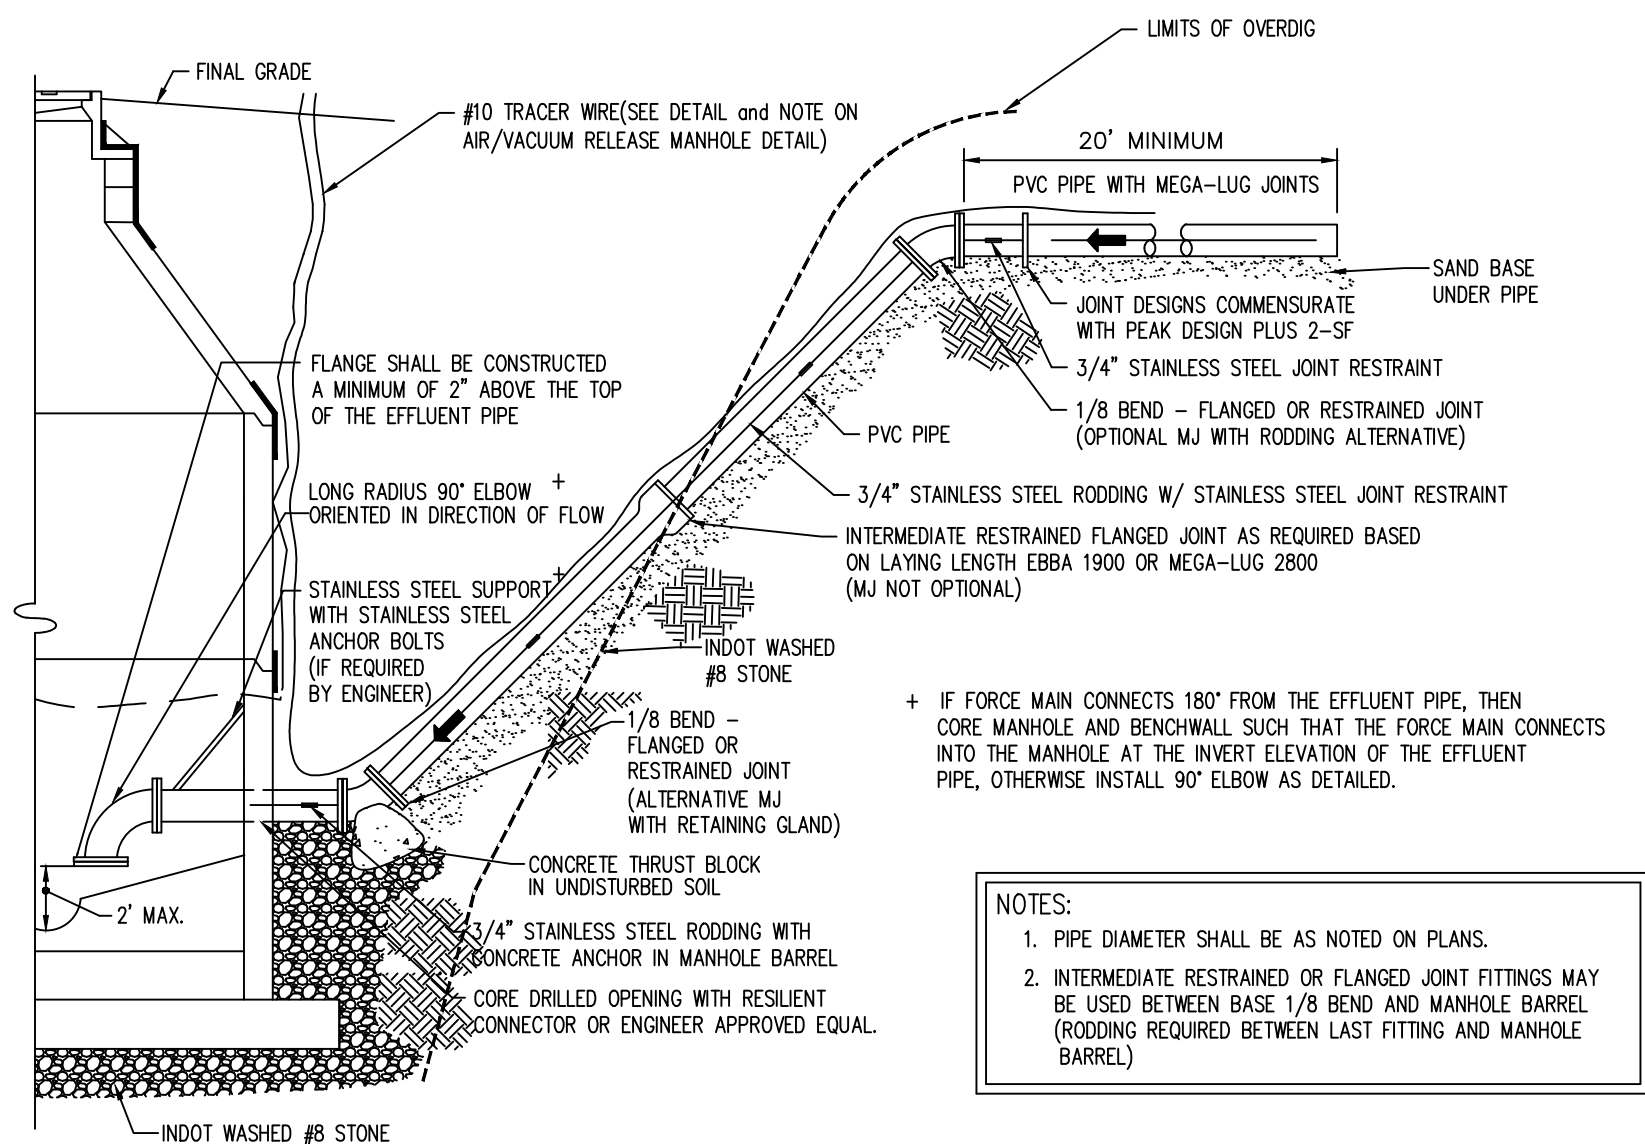 LIMITS OF OVERDIG
FINAL GRADE
#10 TRACER WIRE(SEE DETAIL and NOTE ON
AIR/VACUUM RELEASE MANHOLE DETAIL)
20' MINIMUM
PVC PIPE WITH MEGA-LUG JOINTS
SAND BASE
UNDER PIPE
JOINT DESIGNS COMMENSURATE
WITH PEAK DESIGN PLUS 2-SF
3/4" STAINLESS STEEL JOINT RESTRAINT
1/8 BEND - FLANGED OR RESTRAINED JOINT
(OPTIONAL MJ WITH RODDING ALTERNATIVE)
FLANGE SHALL BE CONSTRUCTED
A MINIMUM OF 2" ABOVE THE TOP
OF THE EFFLUENT PIPE
PVC PIPE
LONG RADIUS 90° ELBOW +
ORIENTED IN DIRECTION OF FLOW
3/4" STAINLESS STEEL RODDING W/ STAINLESS STEEL JOINT RESTRAINT
INTERMEDIATE RESTRAINED FLANGED JOINT AS REQUIRED BASED
ON LAYING LENGTH EBBA 1900 OR MEGA-LUG 2800
(MJ NOT OPTIONAL)
STAINLESS STEEL SUPPORT +
WITH STAINLESS STEEL
ANCHOR BOLTS
(IF REQUIRED
BY ENGINEER)
INDOT WASHED
#8 STONE
+ IF FORCE MAIN CONNECTS 180° FROM THE EFFLUENT PIPE, THEN
CORE MANHOLE AND BENCHWALL SUCH THAT THE FORCE MAIN CONNECTS
INTO THE MANHOLE AT THE INVERT ELEVATION OF THE EFFLUENT
PIPE, OTHERWISE INSTALL 90° ELBOW AS DETAILED.
1/8 BEND -
FLANGED OR
RESTRAINED JOINT
(ALTERNATIVE MJ
WITH RETAINING GLAND)
CONCRETE THRUST BLOCK
IN UNDISTURBED SOIL
2' MAX.
3/4" STAINLESS STEEL RODDING WITH
CONCRETE ANCHOR IN MANHOLE BARREL
CORE DRILLED OPENING WITH RESILIENT
CONNECTOR OR ENGINEER APPROVED EQUAL.
INDOT WASHED #8 STONE
NOTES:
1. PIPE DIAMETER SHALL BE AS NOTED ON PLANS.
2. INTERMEDIATE RESTRAINED OR FLANGED JOINT FITTINGS MAY
BE USED BETWEEN BASE 1/8 BEND AND MANHOLE BARREL
(RODDING REQUIRED BETWEEN LAST FITTING AND MANHOLE
BARREL)